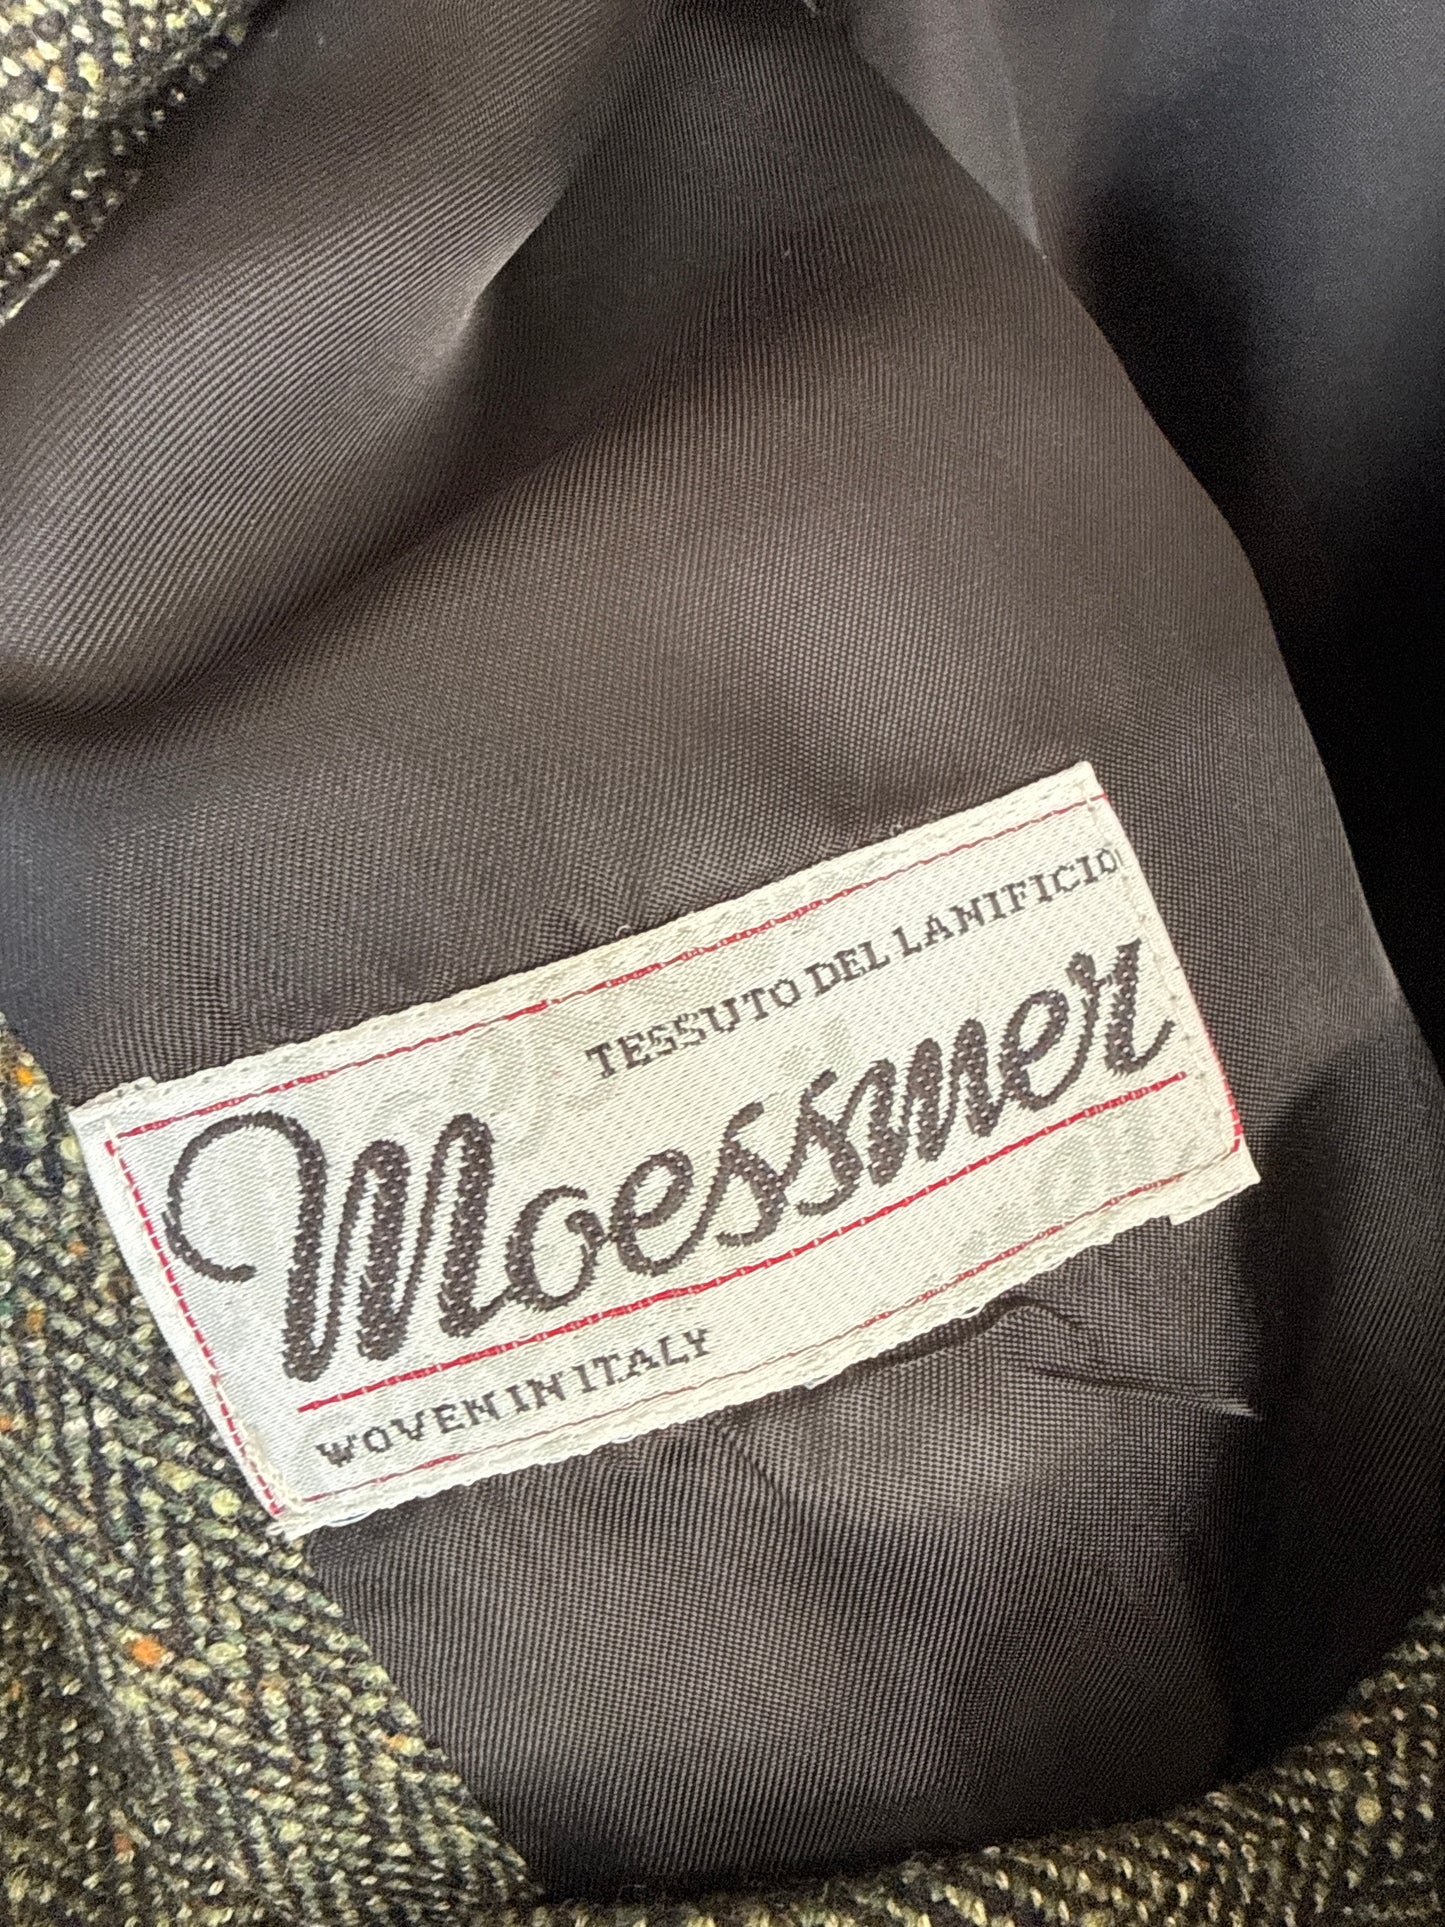 TESSUTO DEL LANIFICIO
Moessmer
WOVEN IN ITALY